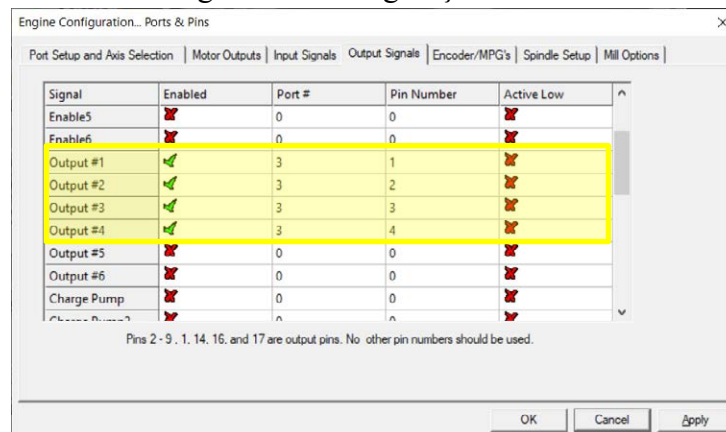 Engine Configuration... Ports & Pins
Port Setup and Axis Selection Motor Outputs Input Signals Output Signals Encoder/MPG's Spindle Setup Mill Options
Signal Enabled Port # Pin Number Active Low
Enable5 0 0
Enable6 0 0
Output #1 3 1
Output #2 3 2
Output #3 3 3
Output #4 3 4
Output #5 0 0
Output #6 0 0
Charge Pump 0 0
Charge Pump2 0 0
Pins 2 - 9 , 1, 14, 16, and 17 are output pins. No other pin numbers should be used.
OK Cancel Apply